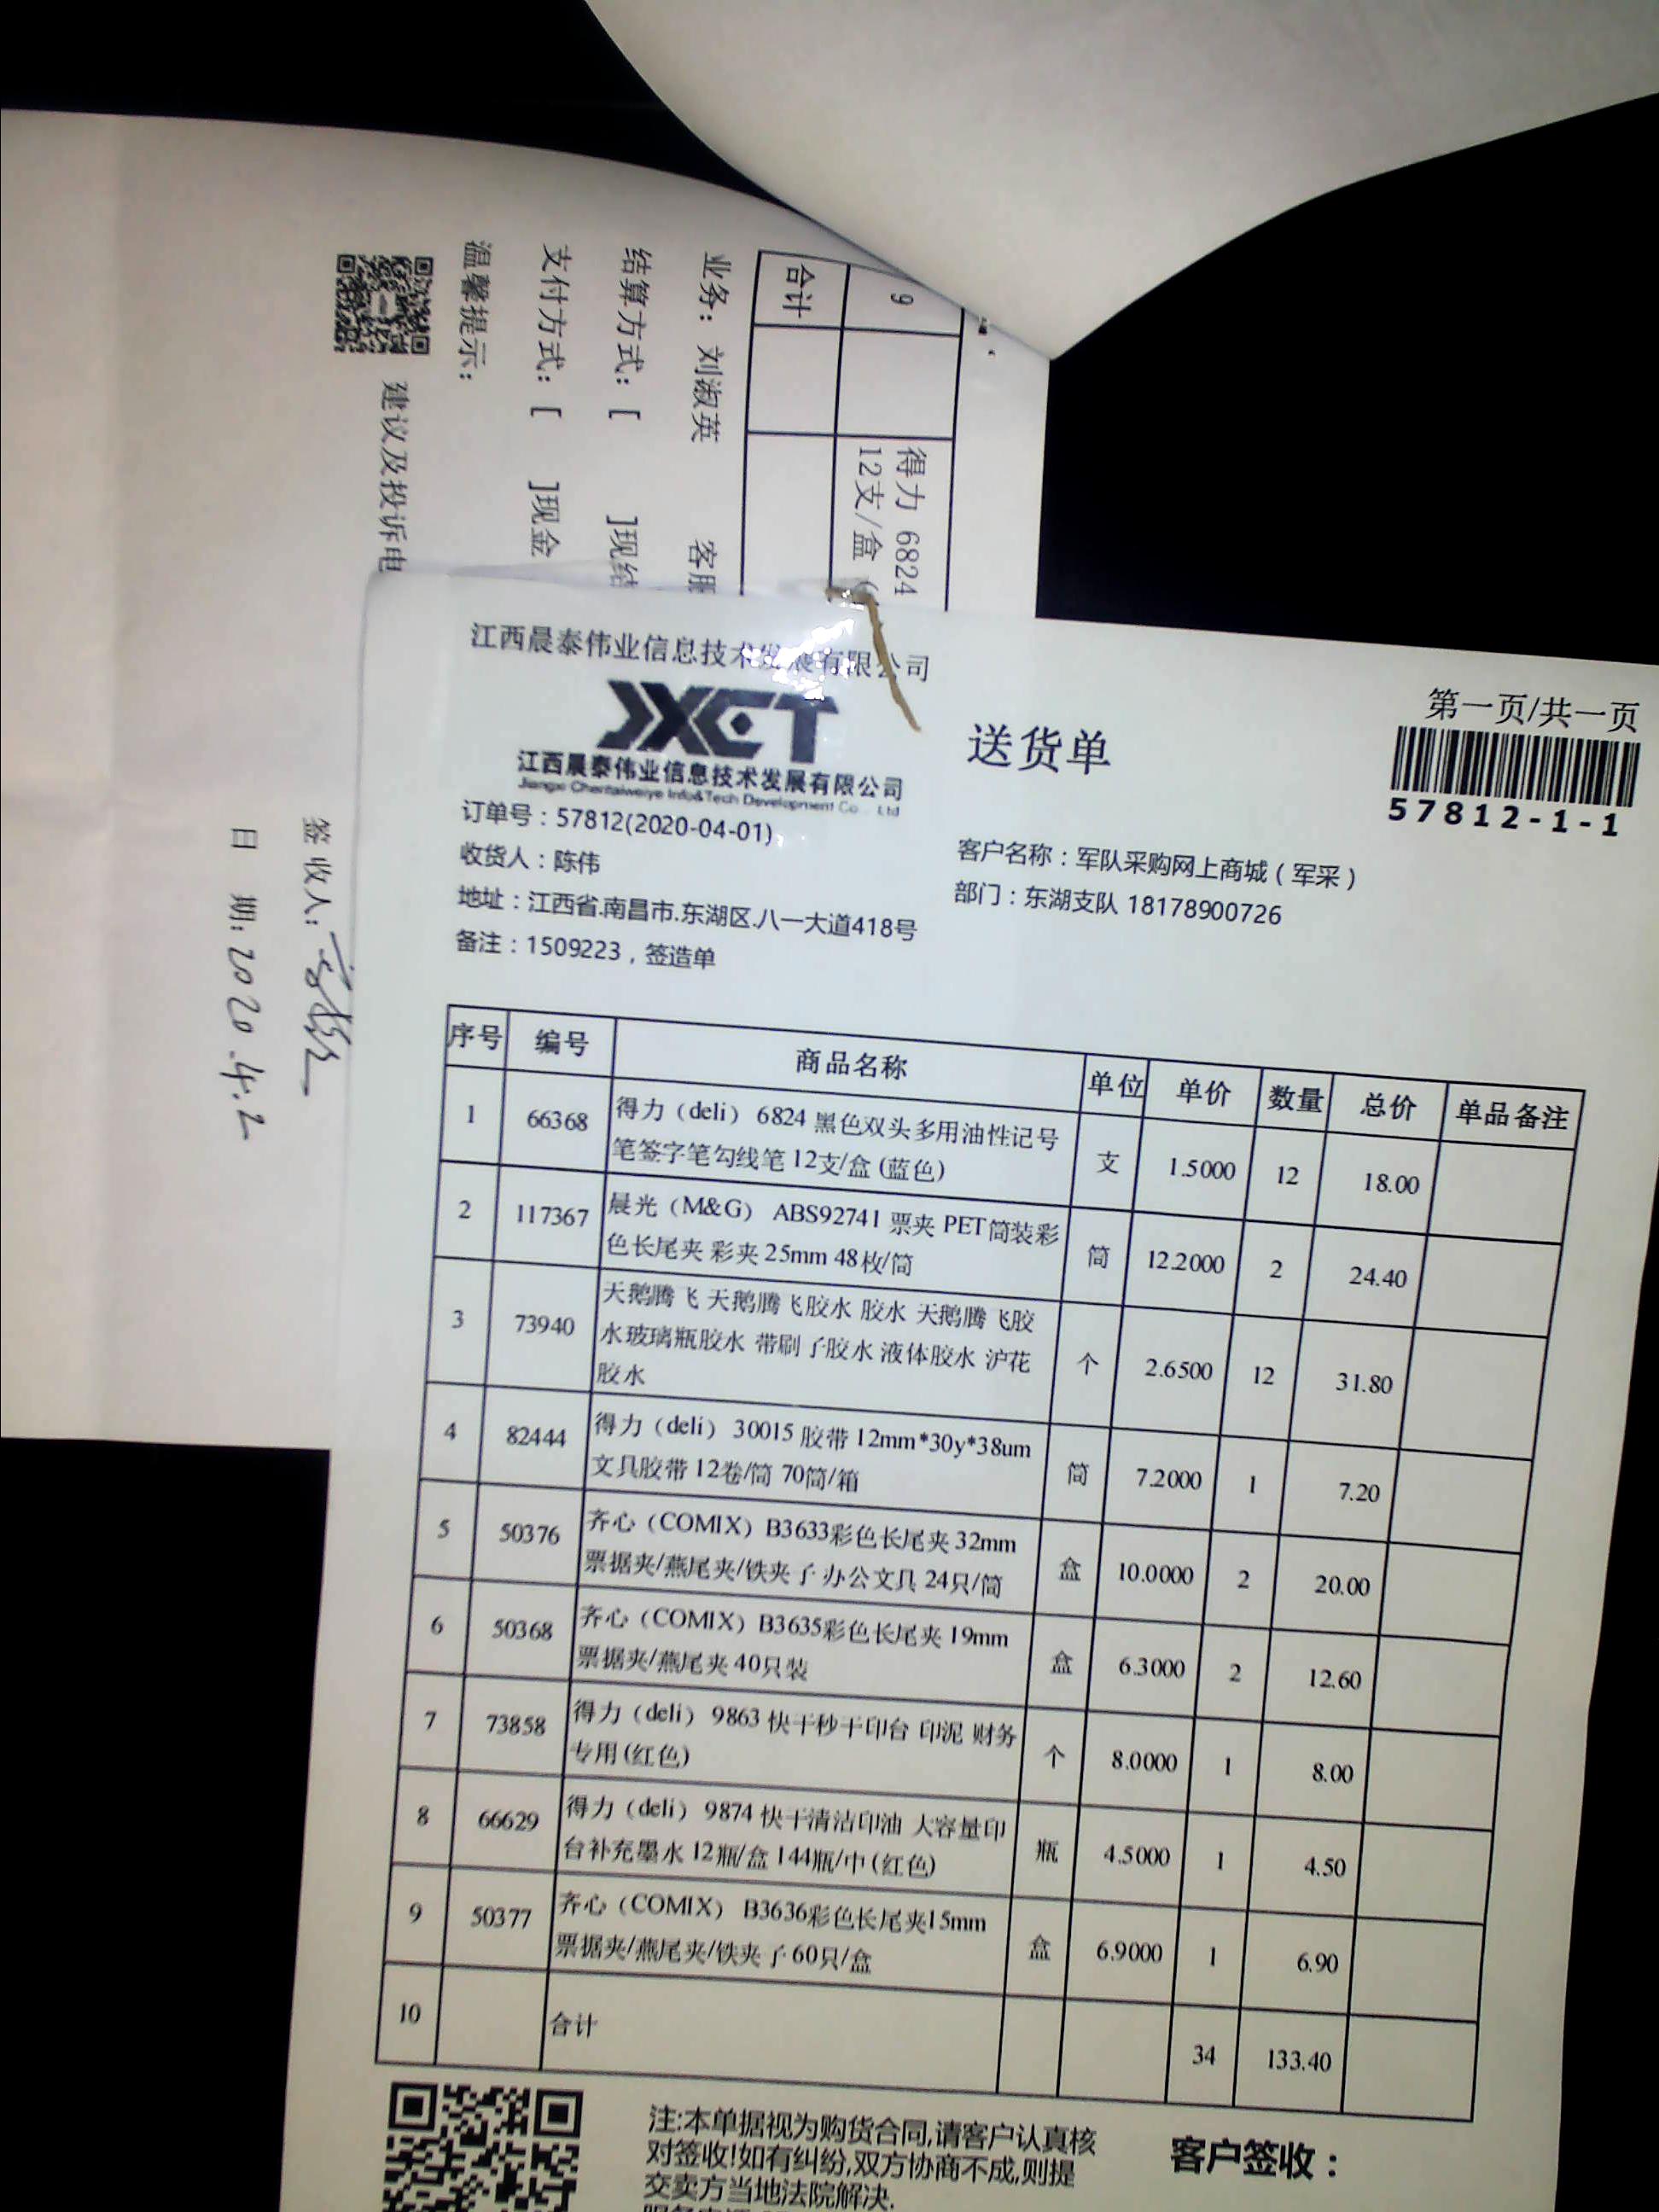 9
得力 6824
12支/盒（
合计
业务：刘淑英 客服
结算方式：[ ]现结
支付方式：[ ]现金
温馨提示：
建议及投诉电
签收人：
日 期：2020.4.2
江西晨泰伟业信息技术发展有限公司
JXCT
江西晨泰伟业信息技术发展有限公司
Jiangxi Chentaiweiye Info&Tech Development Co., Ltd
送货单
第一页/共一页
57812-1-1
订单号：57812(2020-04-01)
收货人：陈伟
客户名称：军队采购网上商城（军采）
地址：江西省.南昌市.东湖区.八一大道418号
部门：东湖支队 18178900726
备注：1509223，签造单
序号 编号 商品名称 单位 单价 数量 总价 单品备注
1 66368 得力（deli）6824 黑色双头多用油性记号 支 1.5000 12 18.00
笔签字笔勾线笔 12支/盒 (蓝色)
2 117367 晨光（M&G） ABS92741 票夹 PET筒装彩 筒 12.2000 2 24.40
色长尾夹 彩夹 25mm 48枚/筒
3 73940 天鹅腾飞 天鹅腾飞胶水 胶水 天鹅腾飞胶 个 2.6500 12 31.80
水玻璃瓶胶水 带刷子胶水 液体胶水 沪花
胶水
4 82444 得力（deli）30015 胶带 12mm*30y*38um 筒 7.2000 1 7.20
文具胶带 12卷/筒 70筒/箱
5 50376 齐心（COMIX）B3633彩色长尾夹 32mm 盒 10.0000 2 20.00
票据夹/燕尾夹/铁夹子 办公文具 24只/筒
6 50368 齐心（COMIX）B3635彩色长尾夹 19mm 盒 6.3000 2 12.60
票据夹/燕尾夹 40只装
7 73858 得力（deli）9863 快干秒干印台 印泥 财务 个 8.0000 1 8.00
专用 (红色)
8 66629 得力（deli）9874 快干清洁印油 大容量印 瓶 4.5000 1 4.50
台补充墨水 12瓶/盒 144瓶/中 (红色)
9 50377 齐心（COMIX） B3636彩色长尾夹15mm 盒 6.9000 1 6.90
票据夹/燕尾夹/铁夹子 60只/盒
10 合计 34 133.40
注:本单据视为购货合同,请客户认真核
对签收!如有纠纷,双方协商不成,则提
交卖方当地法院解决.
客户签收：